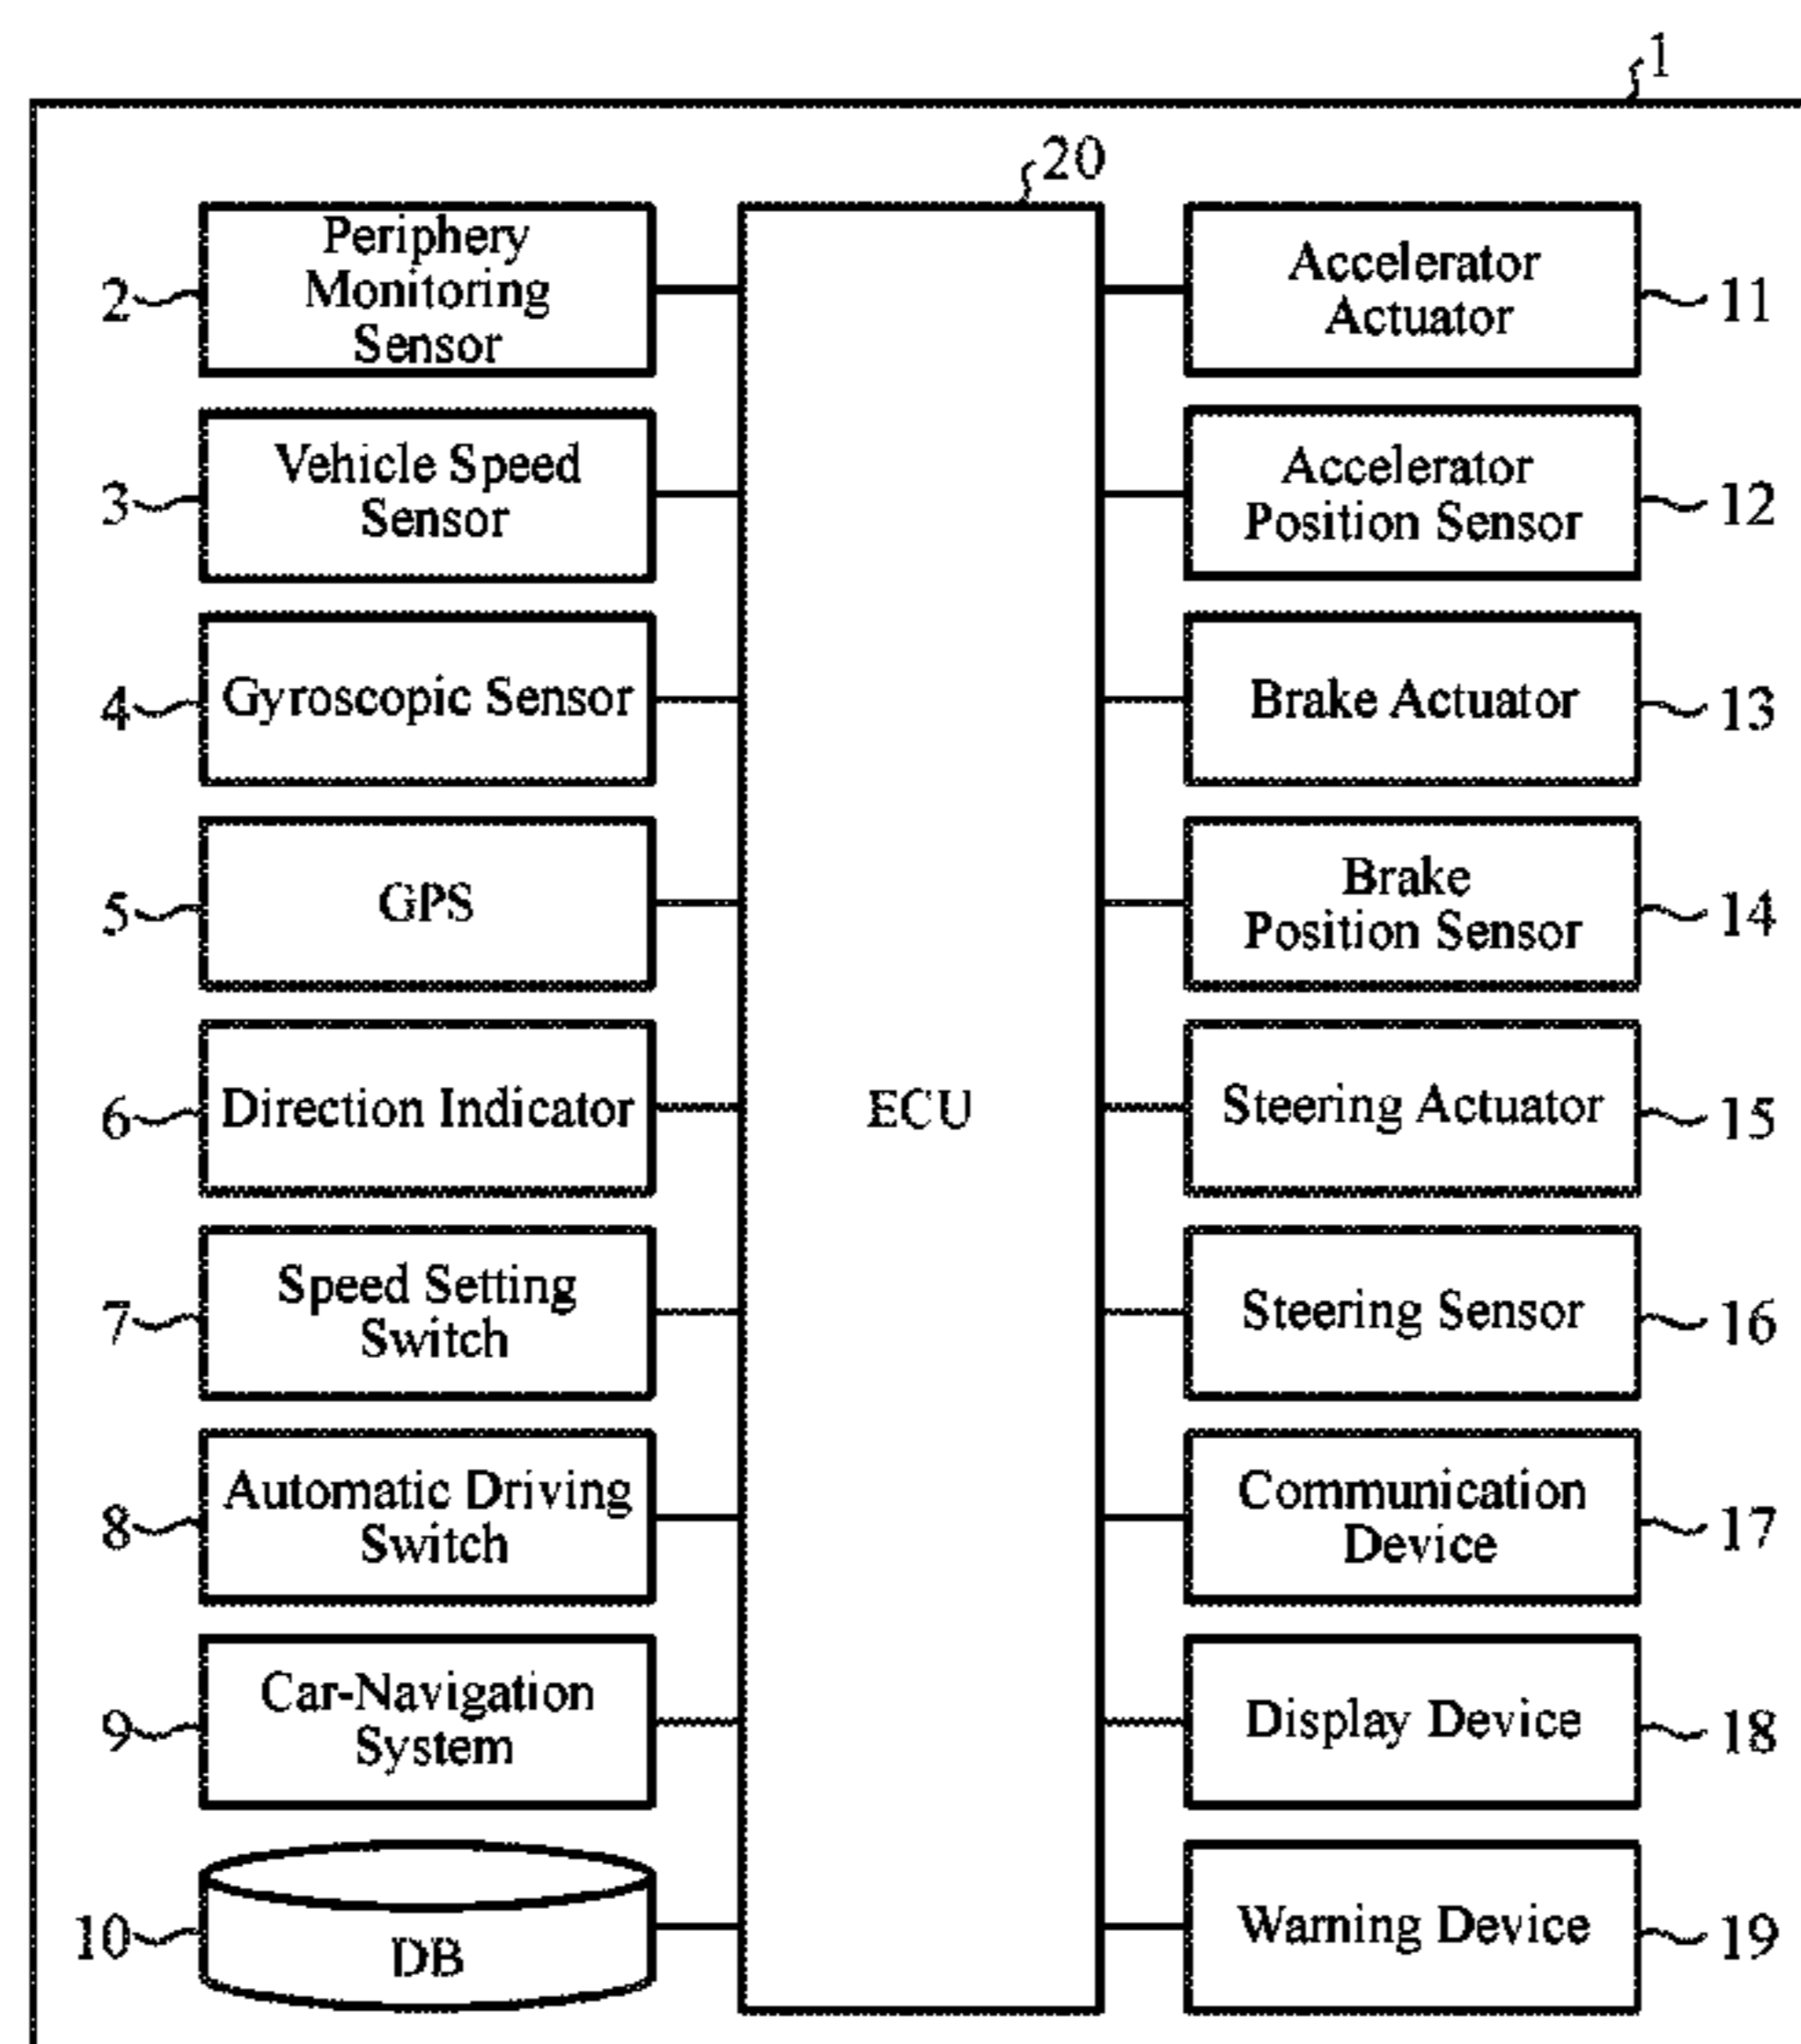 1
20
Periphery
Monitoring
Sensor
2
Vehicle Speed
Sensor
3
Gyroscopic Sensor
4
GPS
5
Direction Indicator
6
Speed Setting
Switch
7
Automatic Driving
Switch
8
Car-Navigation
System
9
DB
10
ECU
Accelerator
Actuator
11
Accelerator
Position Sensor
12
Brake Actuator
13
Brake
Position Sensor
14
Steering Actuator
15
Steering Sensor
16
Communication
Device
17
Display Device
18
Warning Device
19